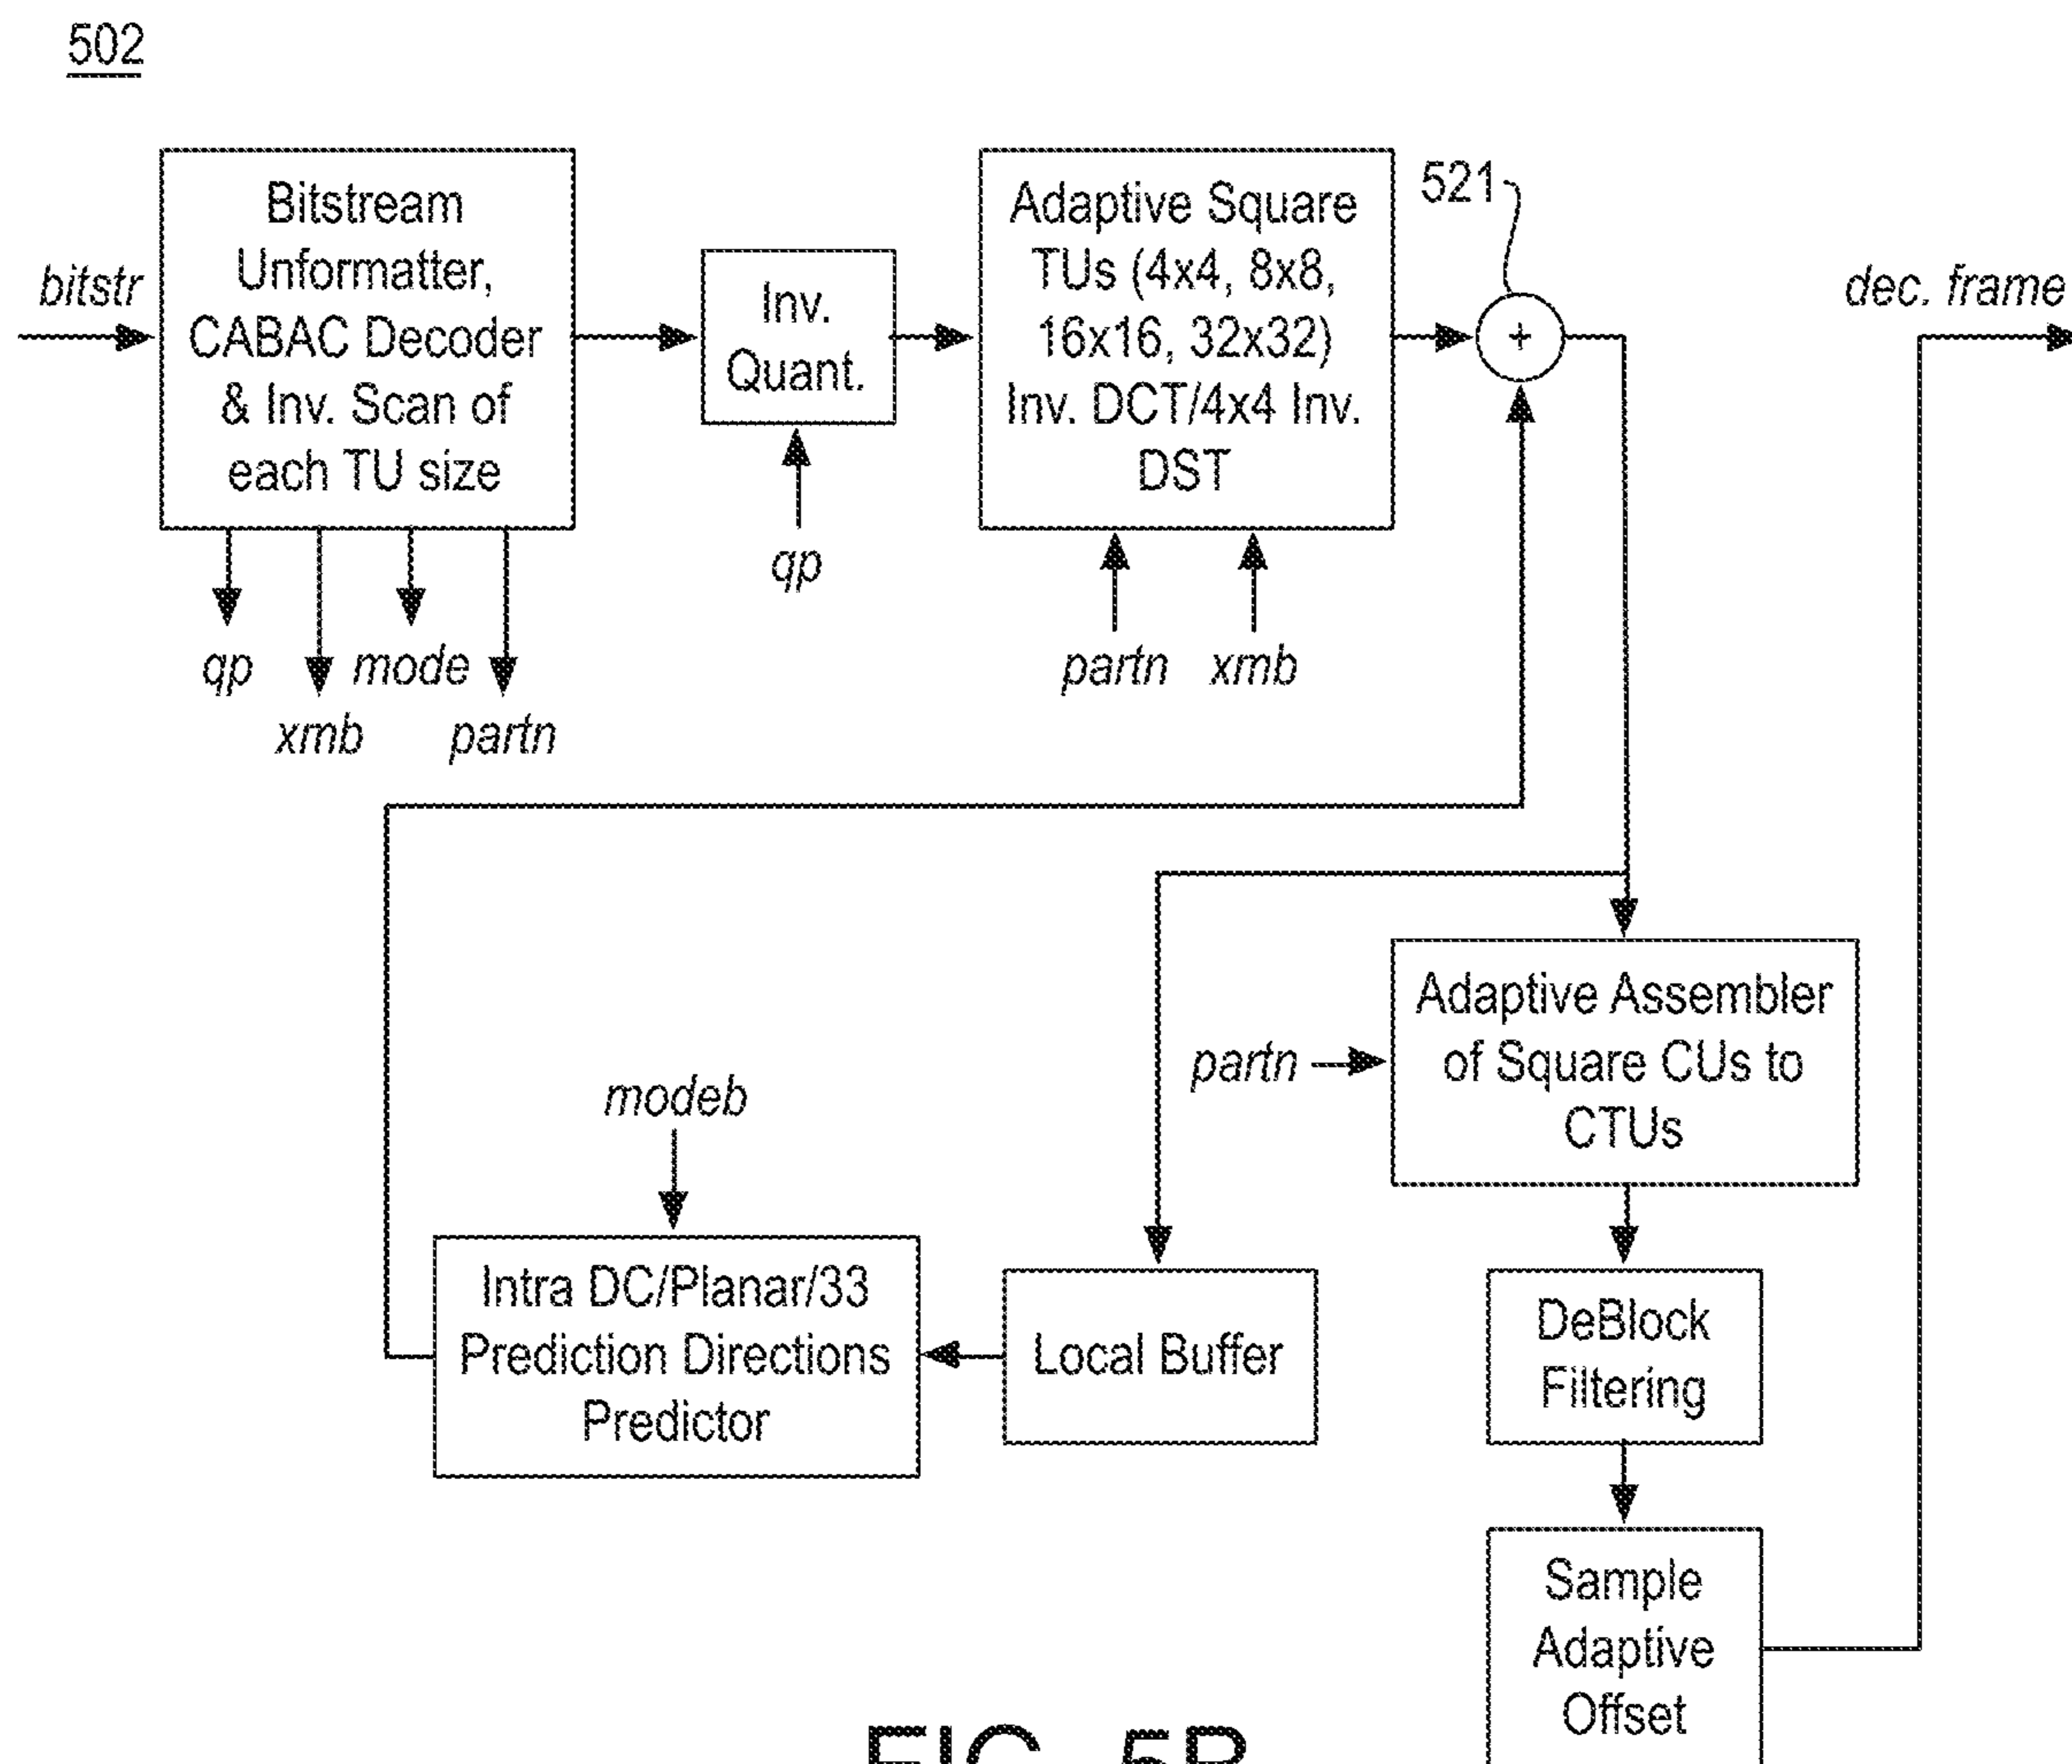 502
Bitstream
Unformatter,
CABAC Decoder
& Inv. Scan of
each TU size
bitstr
Inv.
Quant.
Adaptive Square
TUs (4x4, 8x8,
16x16, 32x32)
Inv. DCT/4x4 Inv.
DST
521
+
dec. frame
qp
qp
xmb
mode
partn
partn
xmb
Adaptive Assembler
of Square CUs to
CTUs
partn
modeb
Intra DC/Planar/33
Prediction Directions
Predictor
Local Buffer
DeBlock
Filtering
Sample
Adaptive
Offset
FIG. 5B